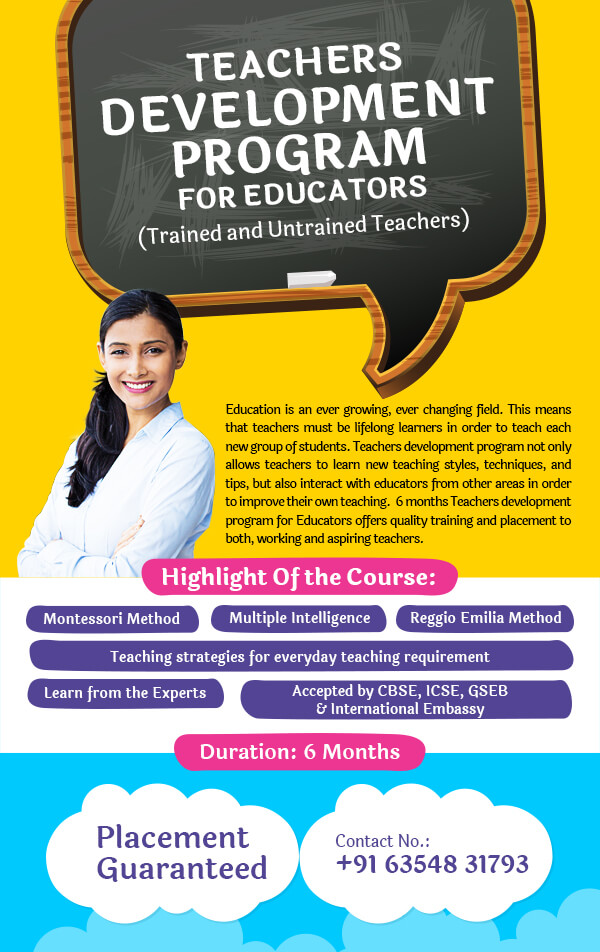 TEACHERS
DEVELOPMENT
PROGRAM
FOR EDUCATORS
(Trained and Untrained Teachers)
Education is an ever growing, ever changing field. This means
that teachers must be lifelong learners in order to teach each
new group of students. Teachers development program not only
allows teachers to learn new teaching styles, techniques, and
tips, but also interact with educators from other areas in order
to improve their own teaching. 6 months Teachers development
program for Educators offers quality training and placement to
both, working and aspiring teachers.
Highlight Of the Course:
Montessori Method
Multiple Intelligence
Reggio Emilia Method
Teaching strategies for everyday teaching requirement
Learn from the Experts
Accepted by CBSE, ICSE, GSEB
& International Embassy
Duration: 6 Months
Placement
Guaranteed
Contact No.:
+91 63548 31793